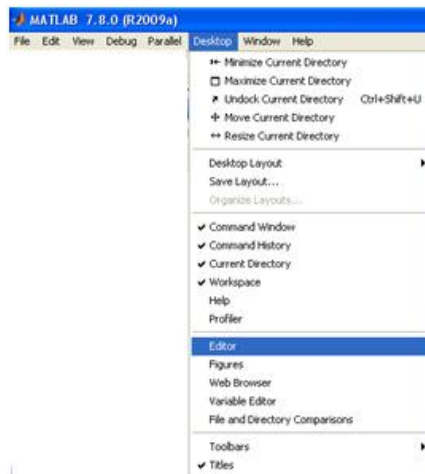 MATLAB 7.8.0 (R2009a)
File Edit View Debug Parallel Desktop Window Help
Minimize Current Directory
Maximize Current Directory
Undock Current Directory Ctrl+Shift+U
Move Current Directory
Resize Current Directory
Desktop Layout
Save Layout...
Organize Layouts...
Command Window
Command History
Current Directory
Workspace
Help
Profiler
Editor
Figures
Web Browser
Variable Editor
File and Directory Comparisons
Toolbars
Titles